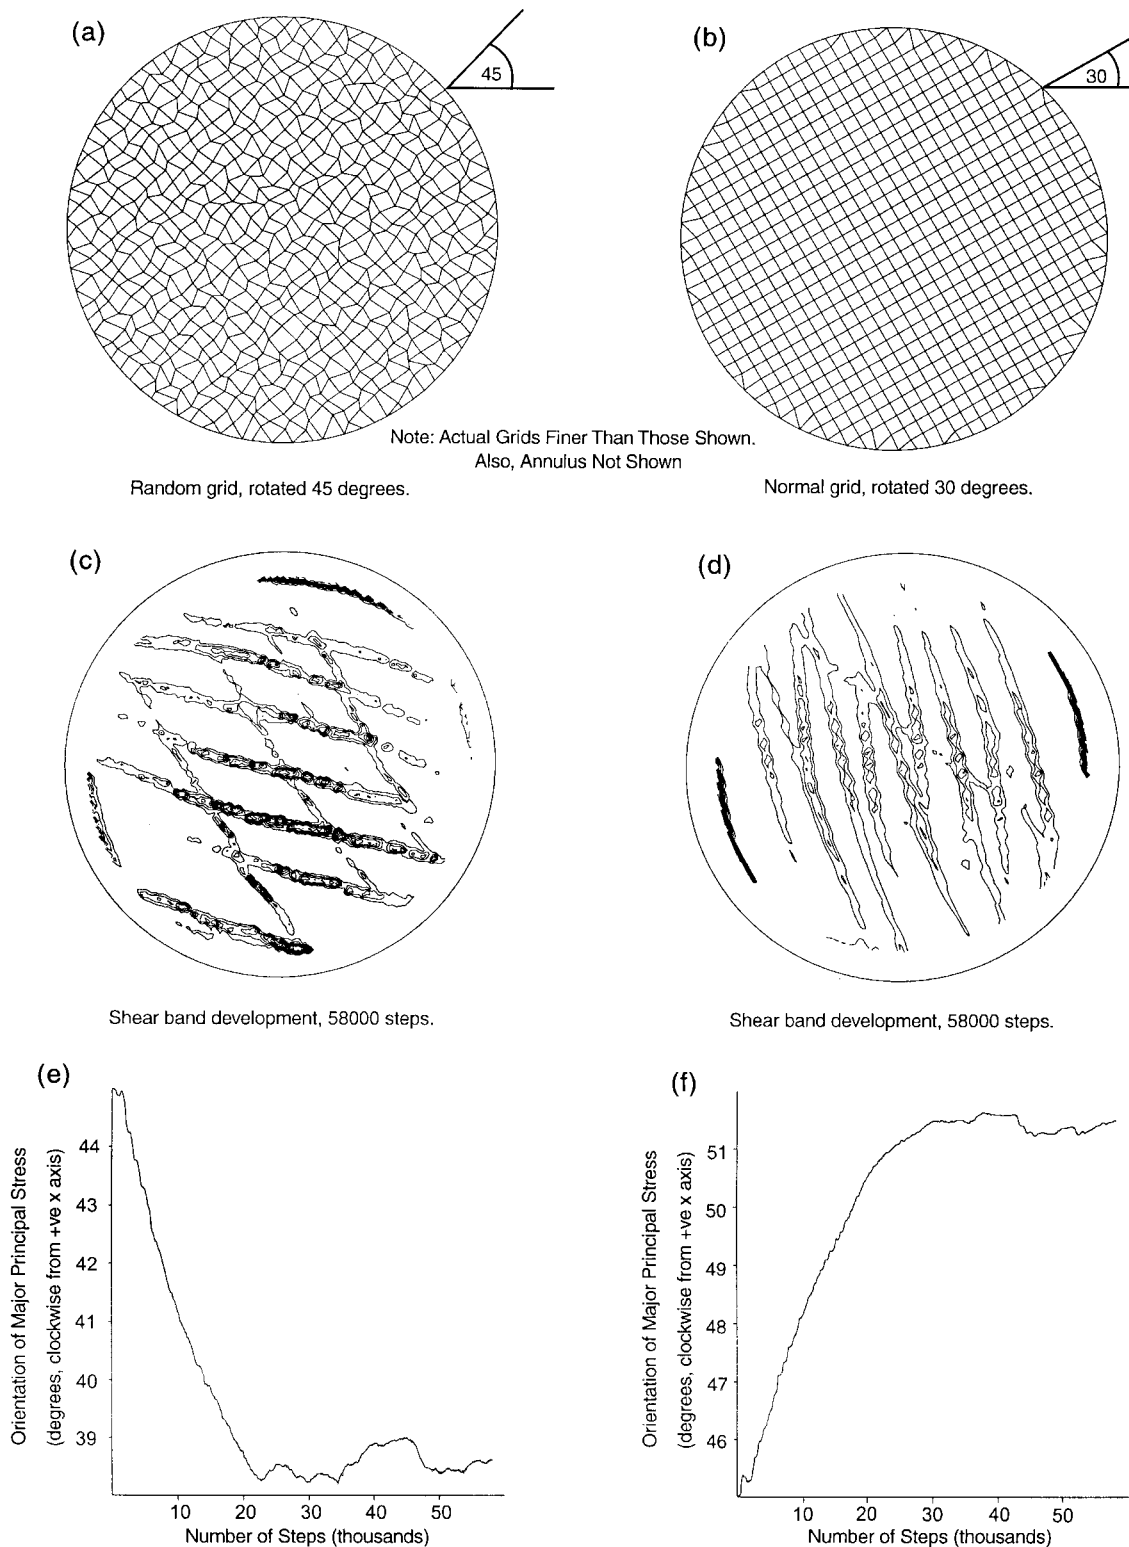 (a)
45
(b)
30
Note: Actual Grids Finer Than Those Shown.
Also, Annulus Not Shown
Random grid, rotated 45 degrees.
Normal grid, rotated 30 degrees.
(c)
(d)
Shear band development, 58000 steps.
Shear band development, 58000 steps.
(e)
Orientation of Major Principal Stress
(degrees, clockwise from +ve x axis)
44
43
42
41
40
39
10
20
30
40
50
Number of Steps (thousands)
(f)
Orientation of Major Principal Stress
(degrees, clockwise from +ve x axis)
51
50
49
48
47
46
10
20
30
40
50
Number of Steps (thousands)